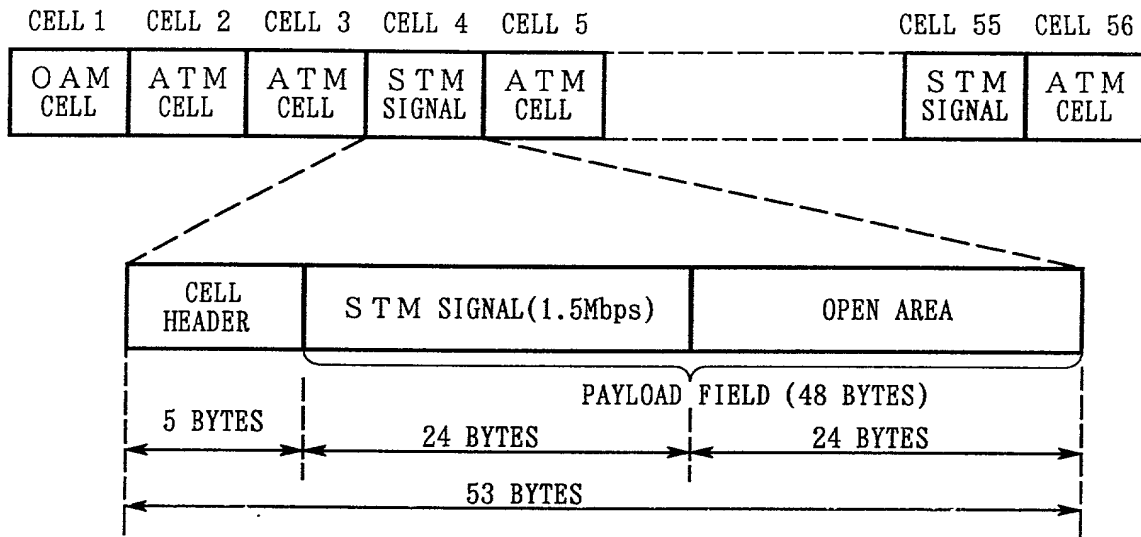 CELL 1 CELL 2 CELL 3 CELL 4 CELL 5 CELL 55 CELL 56
OAM ATM ATM STM ATM STM ATM
CELL CELL CELL SIGNAL CELL SIGNAL CELL
CELL
HEADER
STM SIGNAL(1.5Mbps)
OPEN AREA
PAYLOAD FIELD (48 BYTES)
5 BYTES
24 BYTES
24 BYTES
53 BYTES